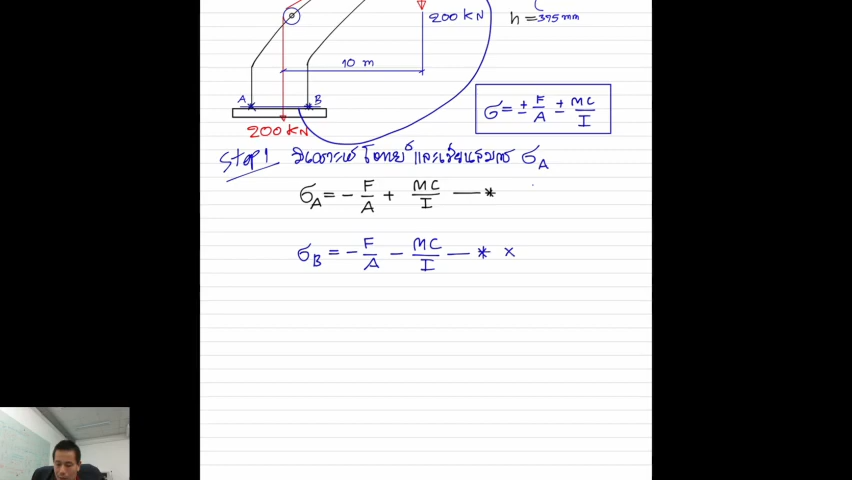 200 kN
h = 375 mm
10 m
A
B
σ = ± F/A ± MC/I
200 kN
Step 1 วิเคราะห์โจทย์และเขียนสมการ σA
σA = - F/A + MC/I — *
σB = - F/A - MC/I — * ×